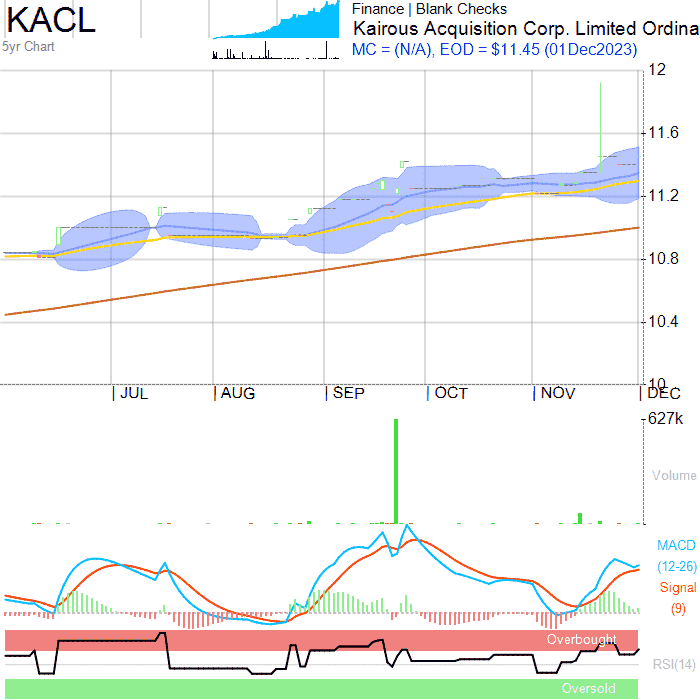 KACL
5yr Chart
Finance | Blank Checks
Kairous Acquisition Corp. Limited Ordina
MC = (N/A), EOD = $11.45 (01Dec2023)
12
11.6
11.2
10.8
10.4
10
JUL AUG SEP OCT NOV DEC
627k
Volume
MACD
(12-26)
Signal
(9)
Overbought
RSI(14)
Oversold